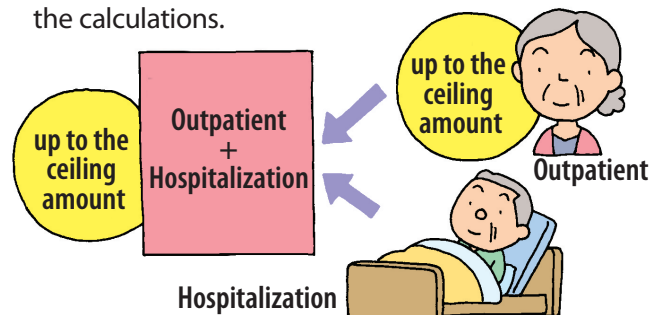 the calculations.
up to the
ceiling
amount
Outpatient
+
Hospitalization
up to the
ceiling
amount
Outpatient
Hospitalization